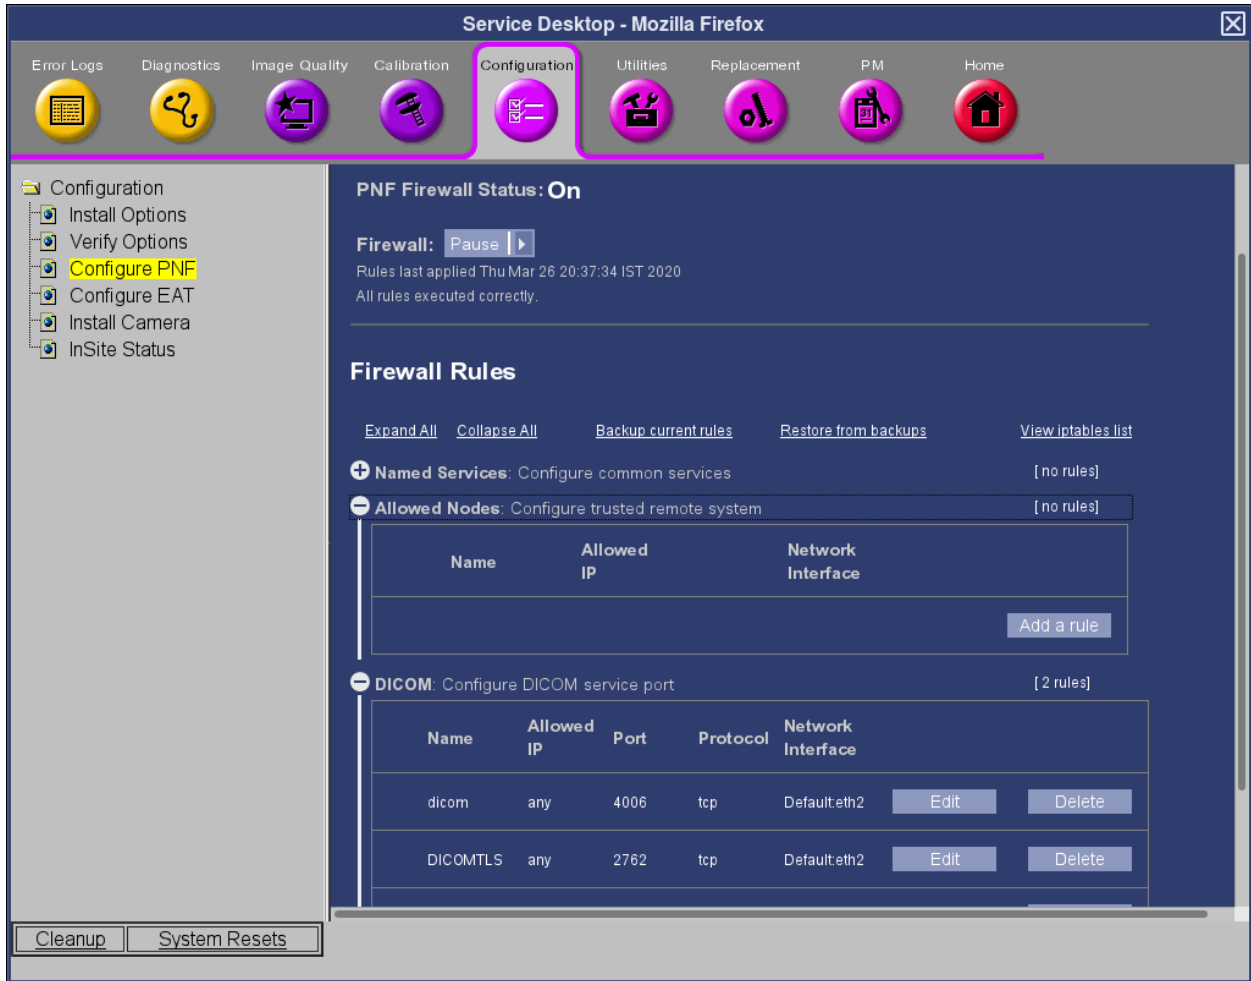 Service Desktop - Mozilla Firefox
Error Logs Diagnostics Image Quality Calibration Configuration Utilities Replacement PM Home
31
Configuration
Install Options
Verify Options
Configure PNF
Configure EAT
Install Camera
InSite Status
Cleanup System Resets
PNF Firewall Status: On
Firewall: Pause
Rules last applied Thu Mar 26 20:37:34 IST 2020
All rules executed correctly.
Firewall Rules
Expand All Collapse All Backup current rules Restore from backups View iptables list
Named Services: Configure common services [ no rules]
Allowed Nodes: Configure trusted remote system [ no rules]
Name Allowed IP Network Interface
Add a rule
DICOM: Configure DICOM service port [ 2 rules]
Name Allowed IP Port Protocol Network Interface
dicom any 4006 tcp Default:eth2 Edit Delete
DICOMTLS any 2762 tcp Default:eth2 Edit Delete